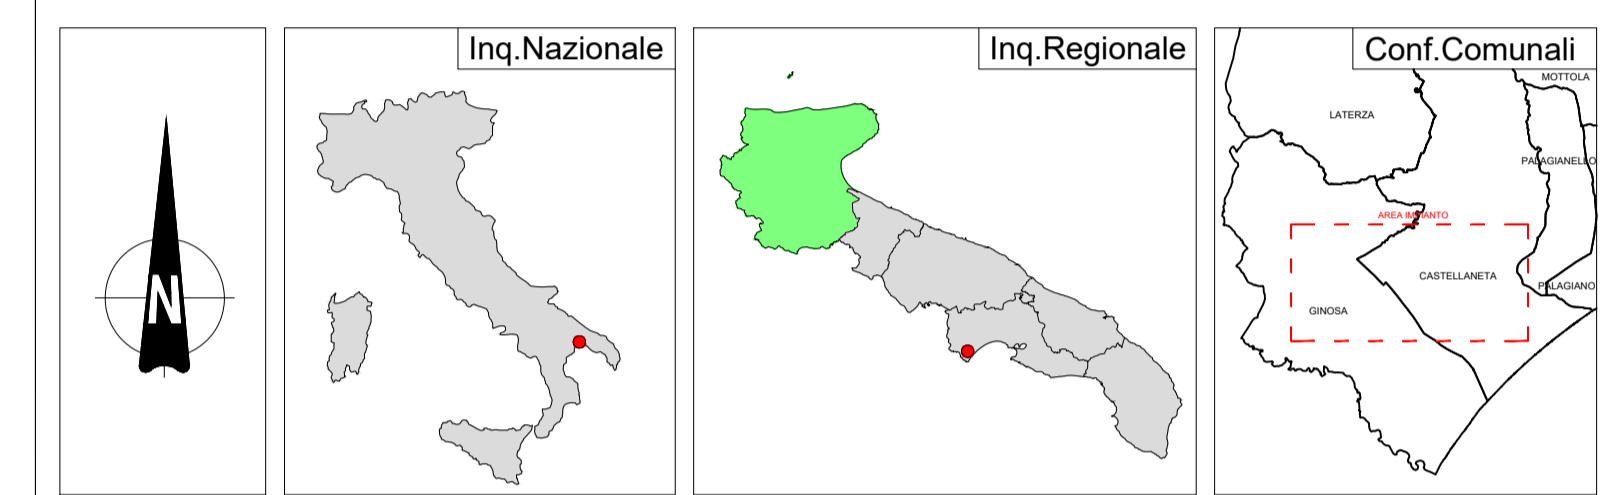 N
Inq.Nazionale
Inq.Regionale
Conf.Comunali
MOTTOLA
LATERZA
PALAGIANELLO
AREA IMPIANTO
CASTELLANETA
PALAGIANO
GINOSA